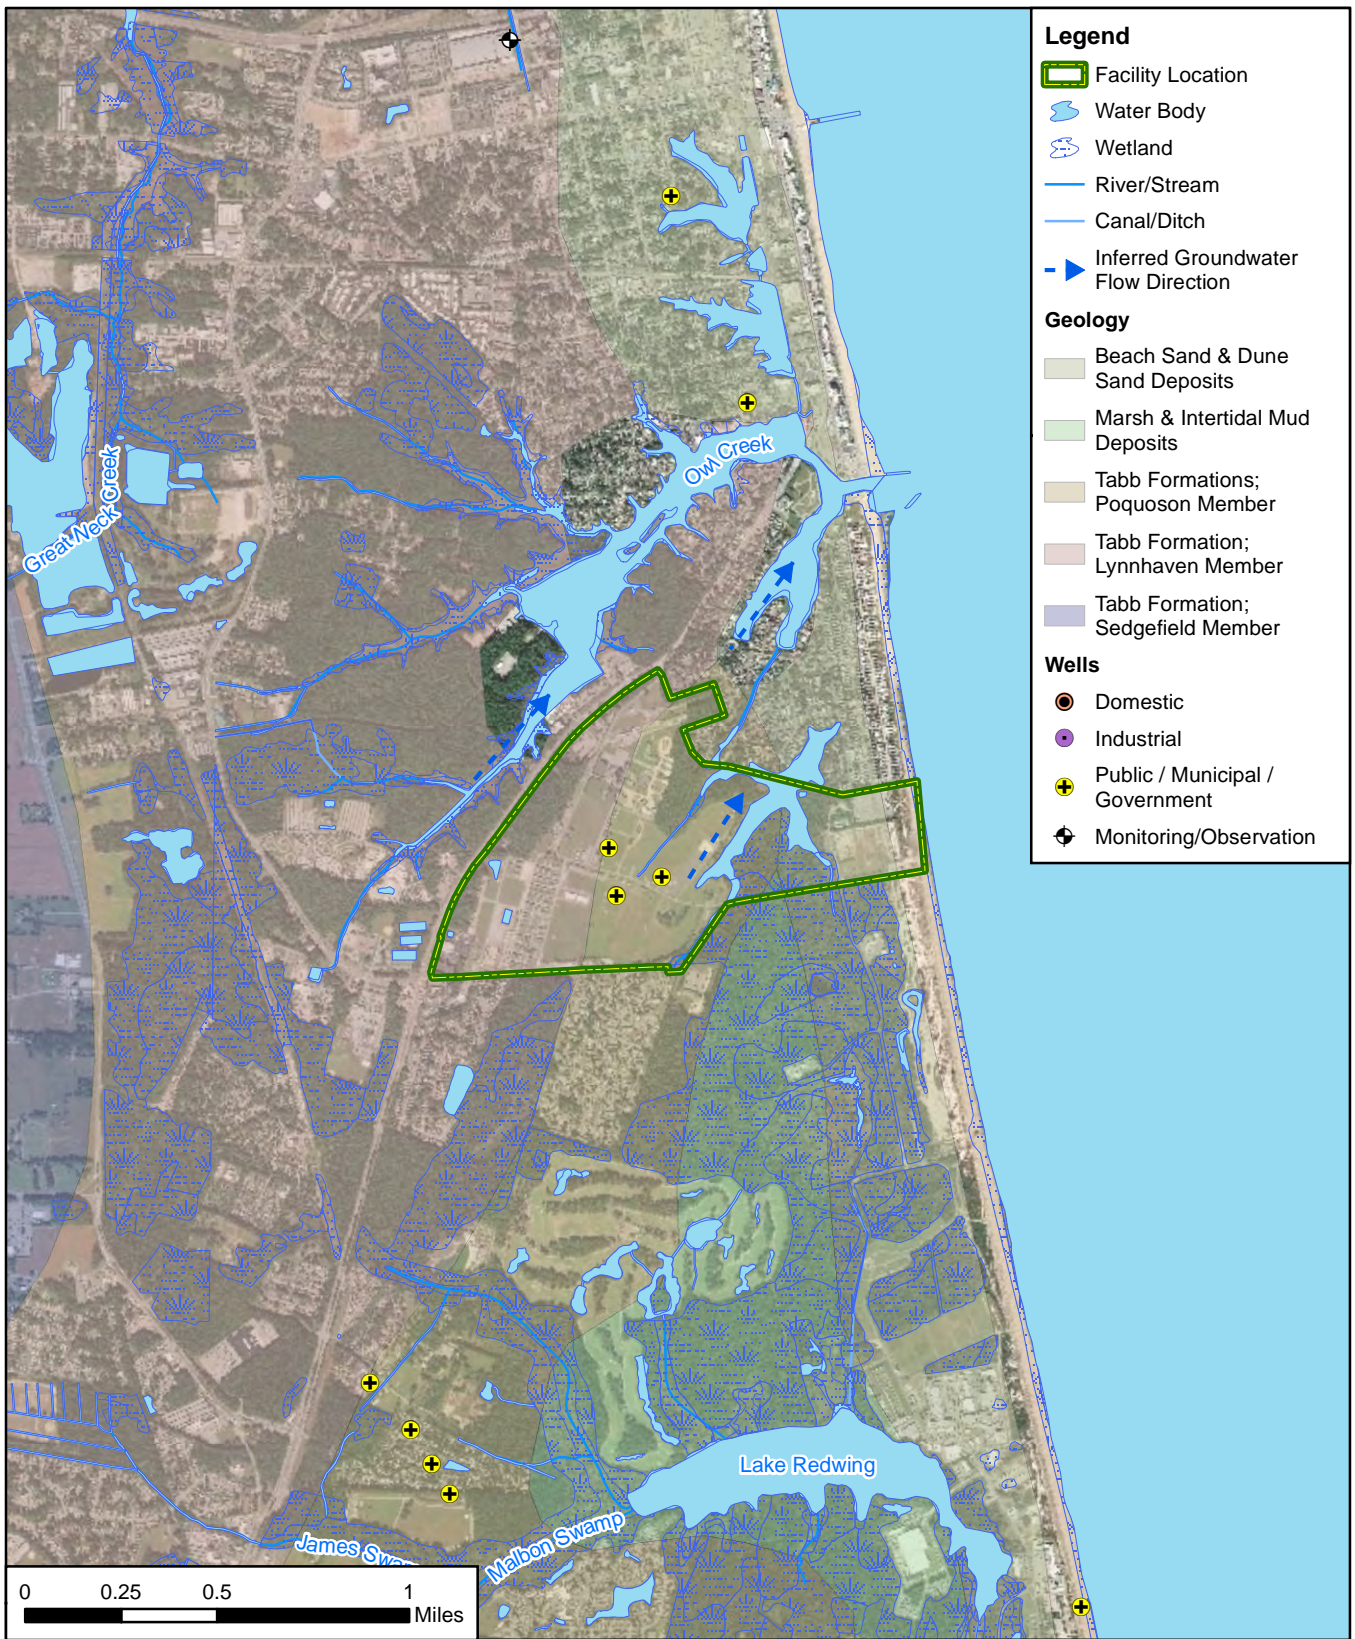 Legend
Facility Location
Water Body
Wetland
River/Stream
Canal/Ditch
Inferred Groundwater
Flow Direction
Geology
Beach Sand & Dune
Sand Deposits
Marsh & Intertidal Mud
Deposits
Tabb Formations;
Poquoson Member
Tabb Formation;
Lynnhaven Member
Tabb Formation;
Sedgefield Member
Wells
Domestic
Industrial
Public / Municipal /
Government
Monitoring/Observation
Owl Creek
Great Neck Creek
Lake Redwing
Malbon Swamp
James Swa
0 0.25 0.5 1
Miles